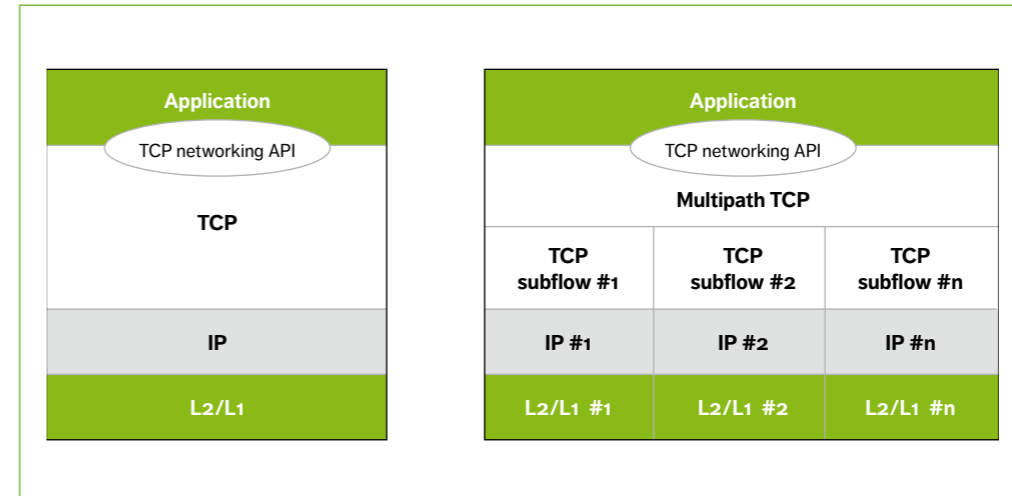 Application
TCP networking API
TCP
IP
L2/L1
Application
TCP networking API
Multipath TCP
TCP
subflow #1
TCP
subflow #2
TCP
subflow #n
IP #1
IP #2
IP #n
L2/L1 #1
L2/L1 #2
L2/L1 #n